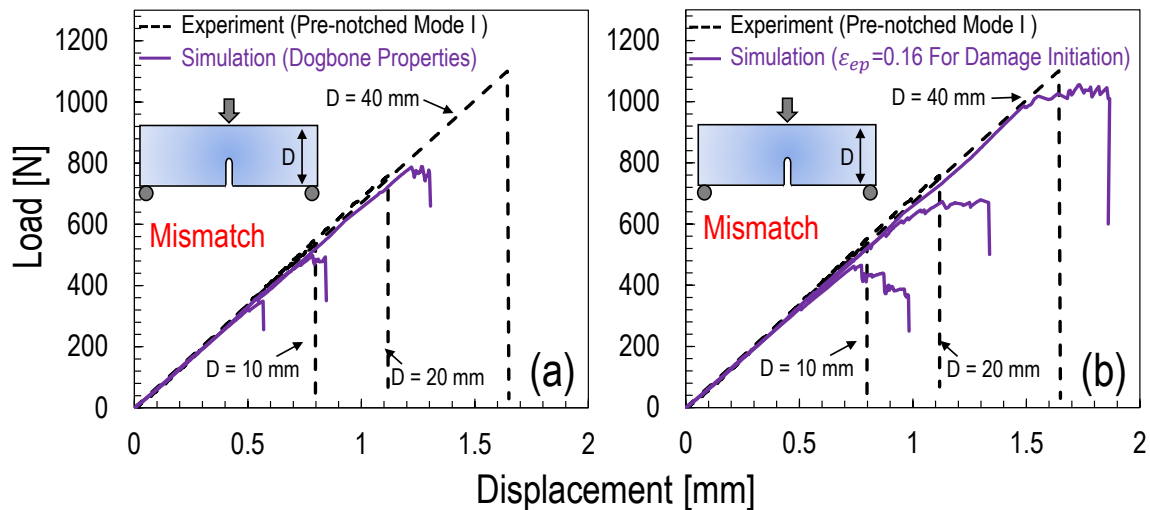 Load [N]
1200
1000
800
600
400
200
0
Experiment (Pre-notched Mode I )
Simulation (Dogbone Properties)
D = 40 mm
D
Mismatch
D = 10 mm
D = 20 mm
(a)
0
0.5
1
1.5
2
1200
1000
800
600
400
200
0
Experiment (Pre-notched Mode I )
Simulation (εep=0.16 For Damage Initiation)
D = 40 mm
D
Mismatch
D = 10 mm
D = 20 mm
(b)
0
0.5
1
1.5
2
Displacement [mm]